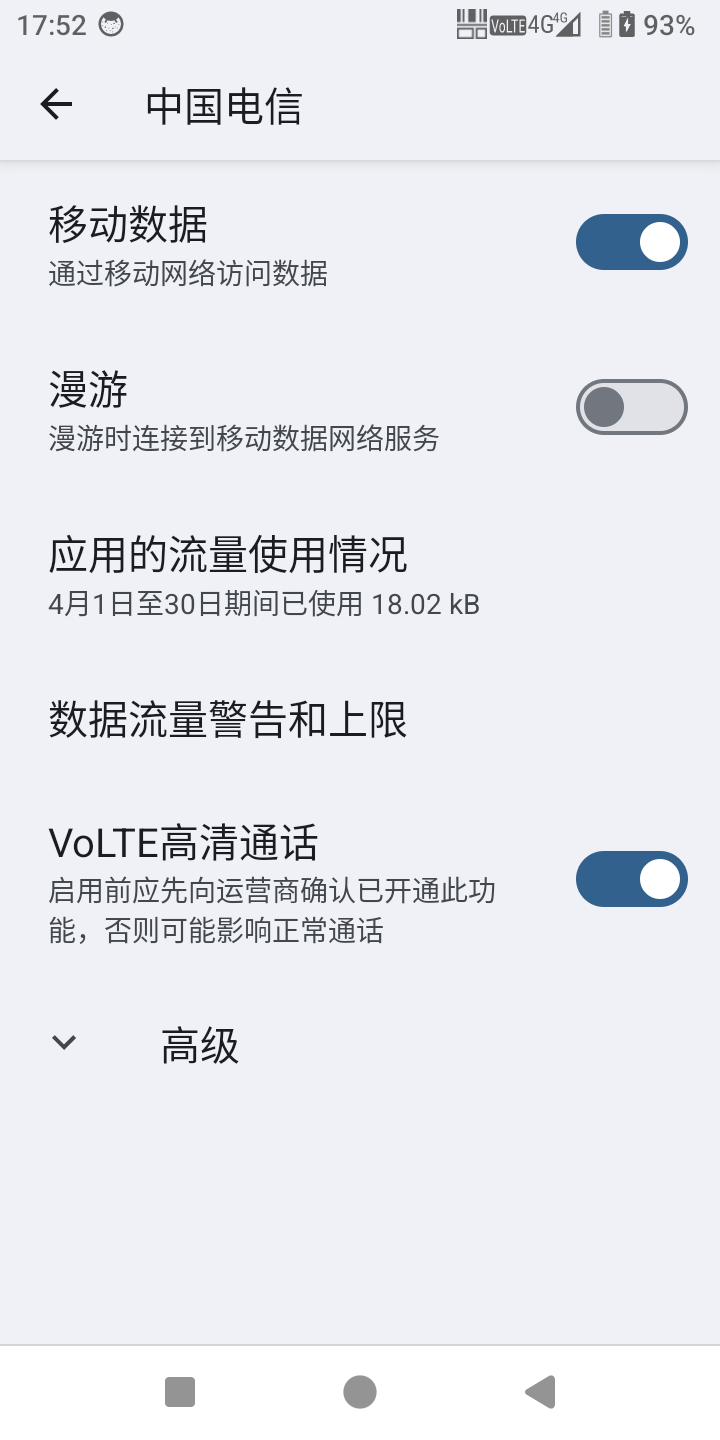 17:52 VoLTE 4G 4G 93%
中国电信
移动数据
通过移动网络访问数据
漫游
漫游时连接到移动数据网络服务
应用的流量使用情况
4月1日至30日期间已使用 18.02 kB
数据流量警告和上限
VoLTE高清通话
启用前应先向运营商确认已开通此功
能，否则可能影响正常通话
高级